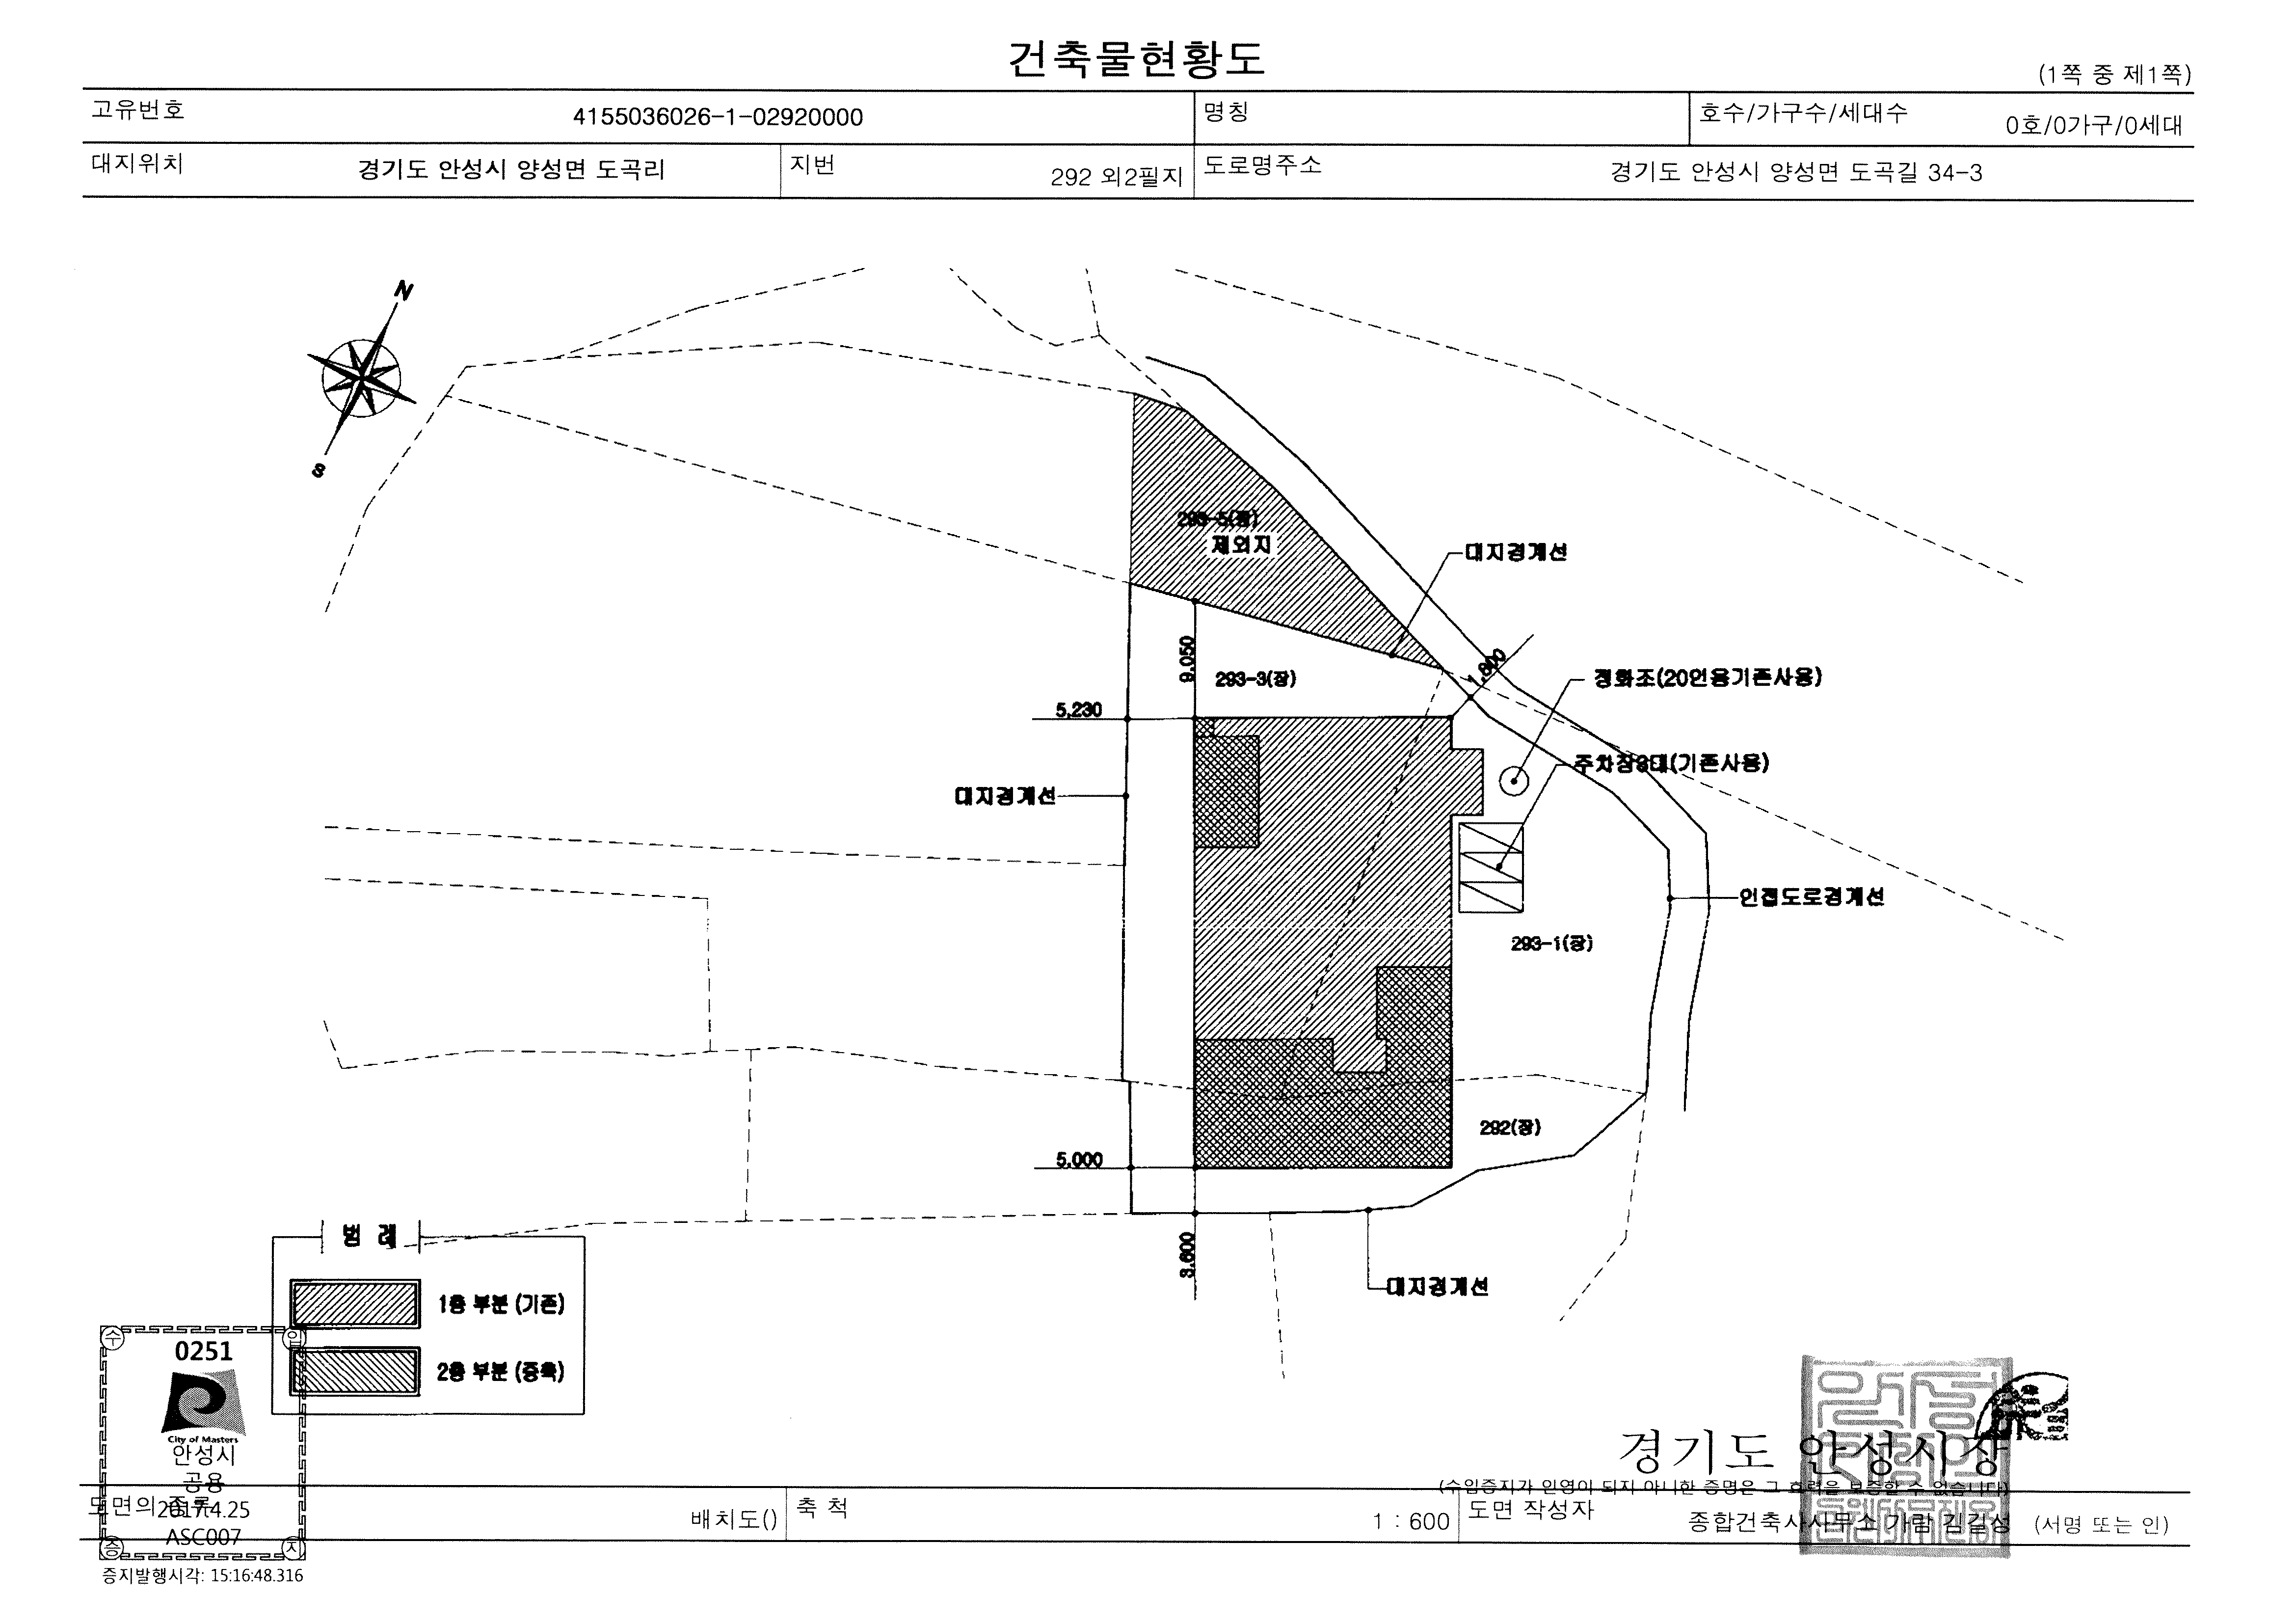 건축물현황도
(1쪽 중 제1쪽)
고유번호 4155036026-1-02920000 명칭 호수/가구수/세대수 0호/0가구/0세대
대지위치 경기도 안성시 양성면 도곡리 지번 292 외2필지 도로명주소 경기도 안성시 양성면 도곡길 34-3
N
S
293-5(장)
제외지
대지경계선
9,050
293-3(장)
1,800
정화조(20인용기존사용)
5,230
주차장3대(기존사용)
대지경계선
인접도로경계선
293-1(장)
292(장)
5,000
3,600
대지경계선
범 례
1층 부분 (기존)
2층 부분 (증축)
수 입
0251
City of Masters
안성시
공용
2017.4.25
ASC007
증 지
증지발행시각: 15:16:48.316
경기도 안성시장
(수입증지가 인영이 되지 아니한 증명은 그 효력을 보증할 수 없습니다)
도면의 종류 배치도() 축 척 1 : 600 도면 작성자 종합건축사사무소 가람 김길성 (서명 또는 인)